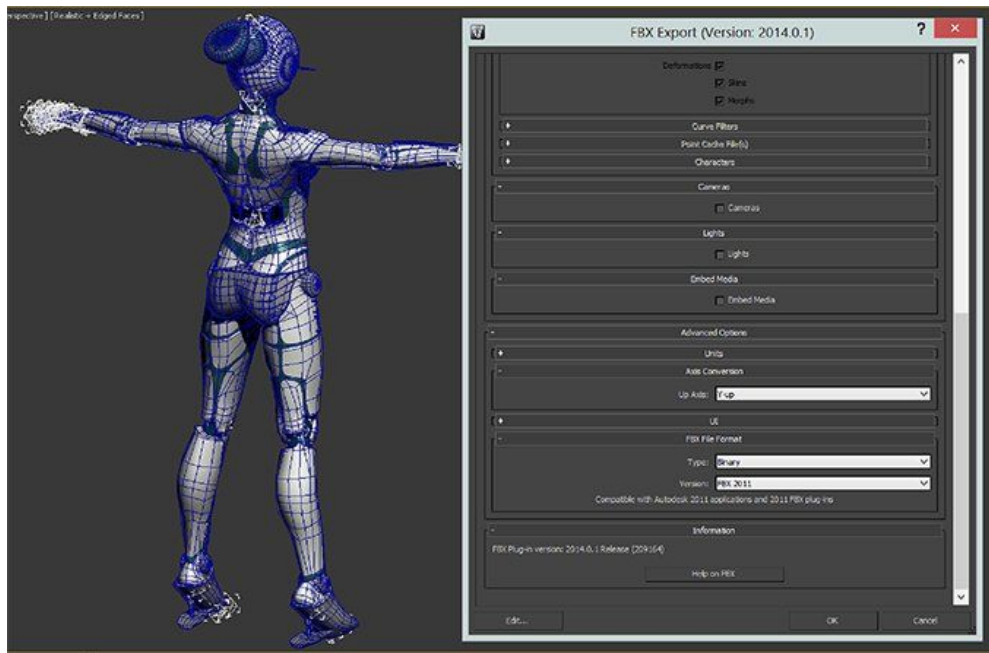 erspective ] [ Realistic + Edged Faces ]
FBX Export (Version: 2014.0.1)
?
×
Deformations
Skins
Morphs
+ Curve Filters
+ Point Cache File(s)
+ Characters
- Cameras
Cameras
- Lights
Lights
- Embed Media
Embed Media
- Advanced Options
+ Units
- Axis Conversion
Up Axis: Y-up
+ UI
- FBX File Format
Type: Binary
Version: FBX 2011
Compatible with Autodesk 2011 applications and 2011 FBX plug-ins
- Information
FBX Plug-in version: 2014.0.1 Release (209164)
Help on FBX
Edit...
OK
Cancel